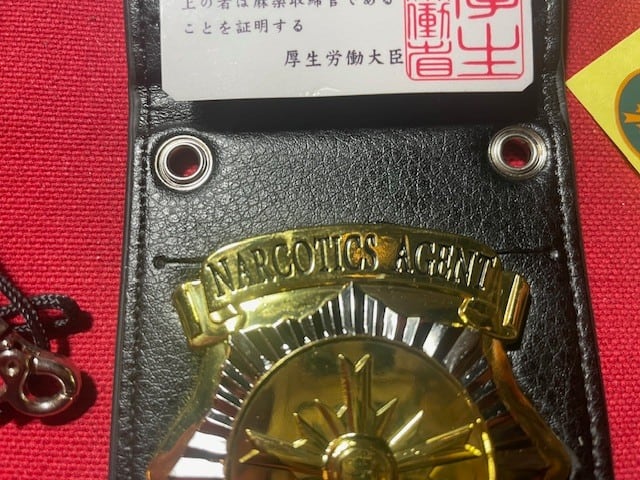 上の者は麻薬取締官である
ことを証明する
厚生労働大臣
厚生
労働省
NARCOTICS AGENT